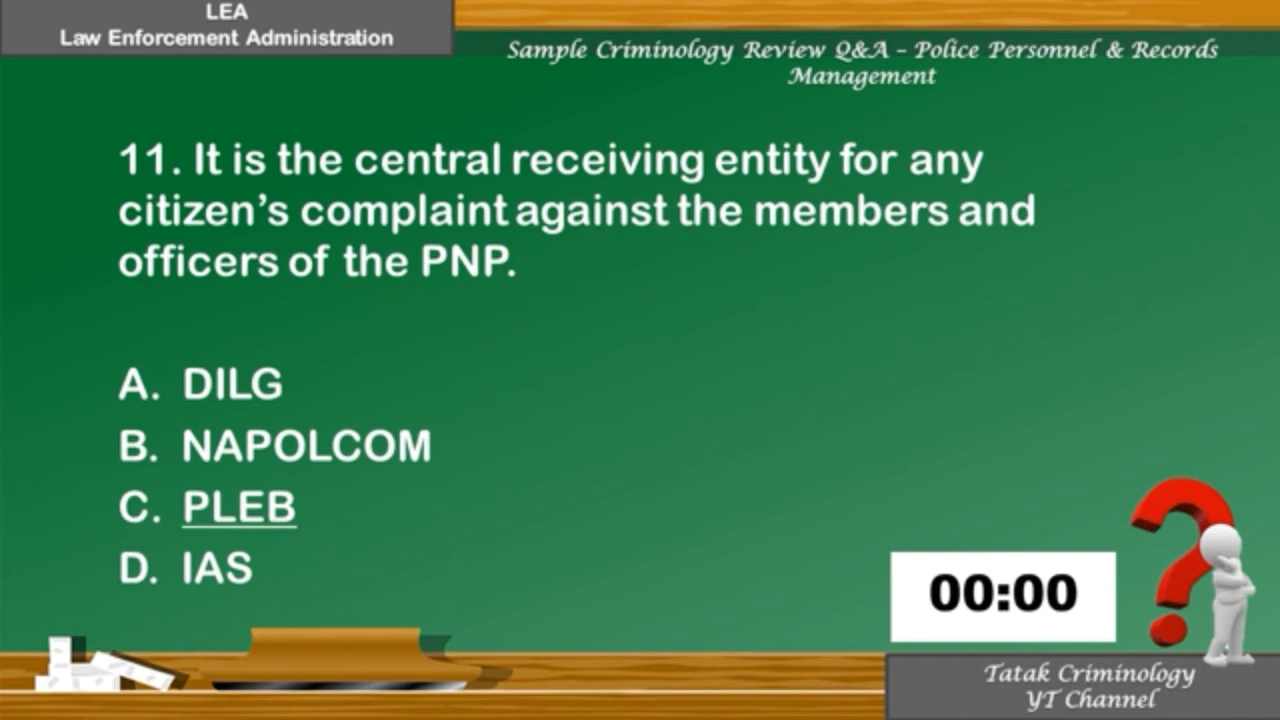 LEA
Law Enforcement Administration
Sample Criminology Review Q&A – Police Personnel & Records
Management
11. It is the central receiving entity for any
citizen’s complaint against the members and
officers of the PNP.
A. DILG
B. NAPOLCOM
C. PLEB
D. IAS
00:00
Tatak Criminology
YT Channel